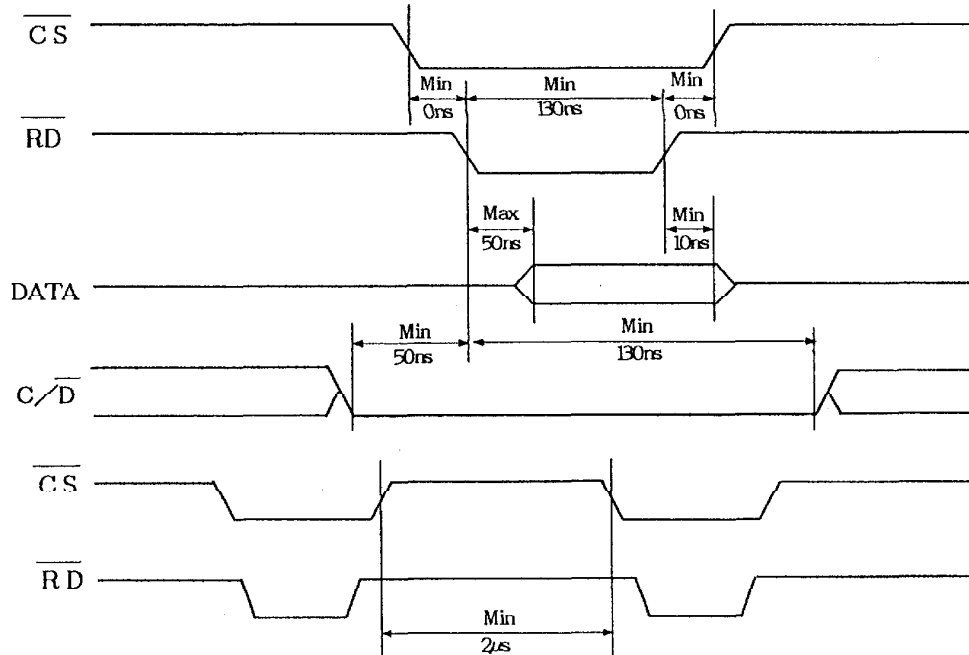 CS
Min Min Min
0ns 130ns 0ns
RD
Max Min
50ns 10ns
DATA
Min Min
50ns 130ns
C/D
CS
RD
Min
2μs